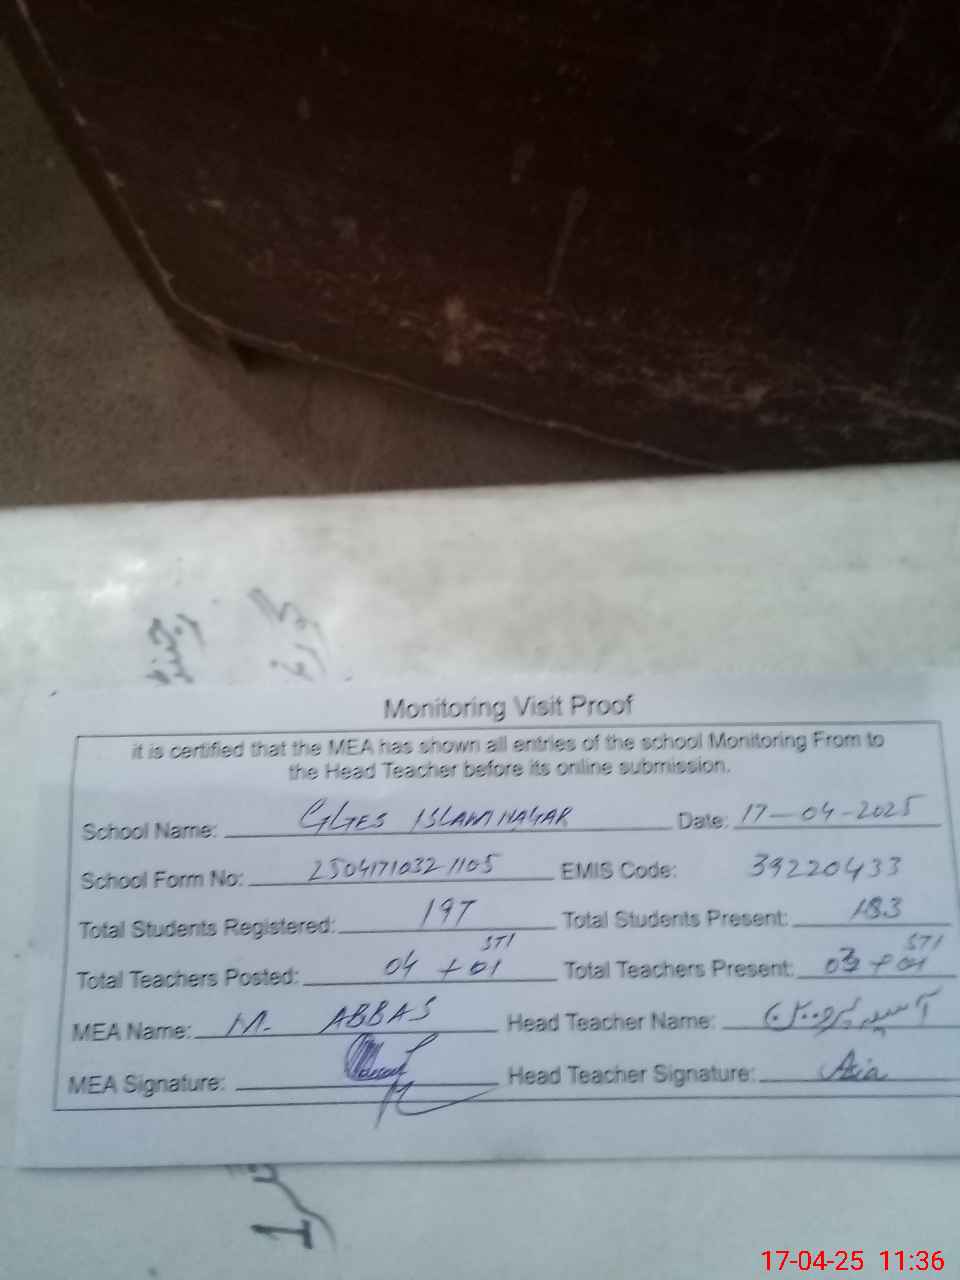 Monitoring Visit Proof
it is certified that the MEA has shown all entries of the school Monitoring From to
the Head Teacher before its online submission.
School Name: GGES ISLAM NAGAR Date: 17-04-2025
School Form No: 2504171032-1105 EMIS Code: 39220433
Total Students Registered: 197 Total Students Present: 183
Total Teachers Posted: 04 + 01 STI Total Teachers Present: 03 + 01 STI
MEA Name: M. ABBAS Head Teacher Name: آسیہ پروین
MEA Signature: Head Teacher Signature: Asia
17-04-25 11:36